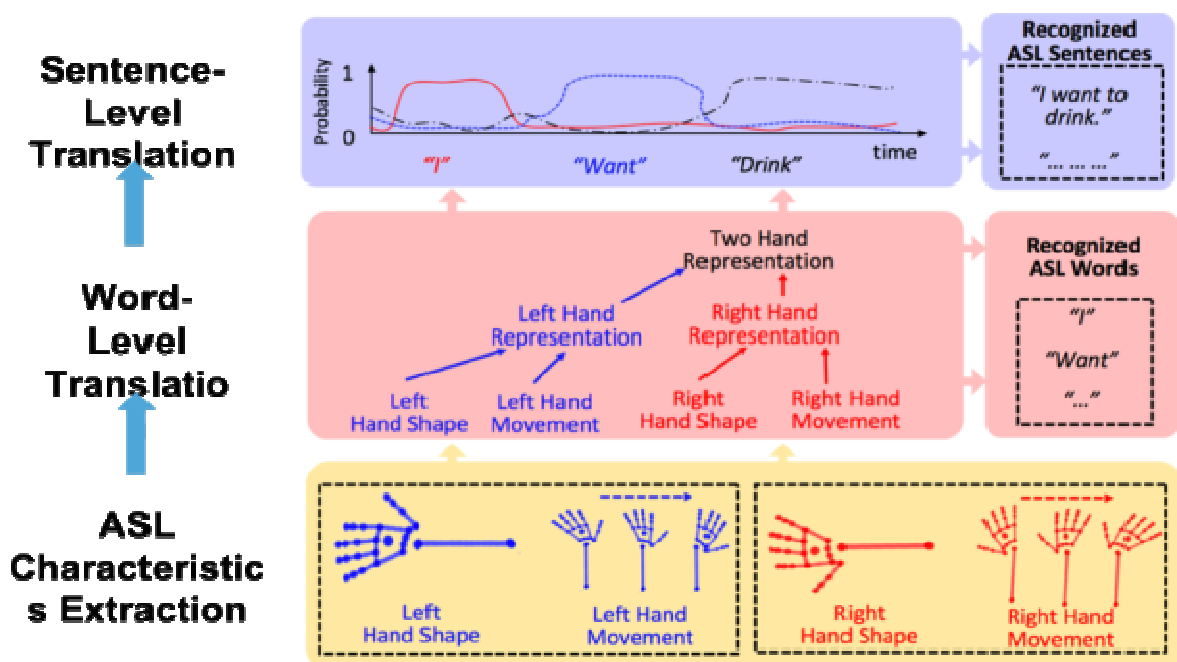 Sentence-
Level
Translation
Probability
1
0
time
"I"
"Want"
"Drink"
Recognized
ASL Sentences
"I want to
drink."
"... ... ..."
Word-
Level
Translatio
Two Hand
Representation
Left Hand
Representation
Right Hand
Representation
Left
Hand Shape
Left Hand
Movement
Right
Hand Shape
Right Hand
Movement
Recognized
ASL Words
"I"
"Want"
"..."
ASL
Characteristic
s Extraction
Left
Hand Shape
Left Hand
Movement
Right
Hand Shape
Right Hand
Movement